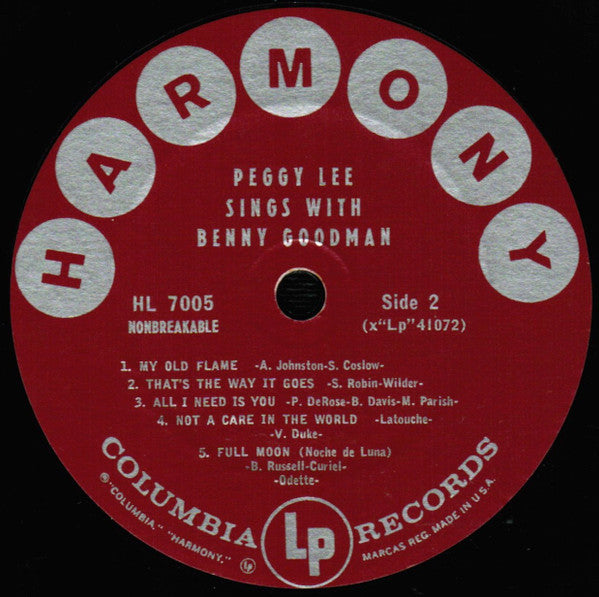 HARMONY
PEGGY LEE
SINGS WITH
BENNY GOODMAN
HL 7005
NONBREAKABLE
Side 2
(x"Lp"41072)
1. MY OLD FLAME -A. Johnston-S. Coslow-
2. THAT'S THE WAY IT GOES -S. Robin-Wilder-
3. ALL I NEED IS YOU -P. DeRose-B. Davis-M. Parish-
4. NOT A CARE IN THE WORLD -Latouche-
-V. Duke-
5. FULL MOON (Noche de Luna)
-B. Russell-Curiel-
-Odette-
COLUMBIA Lp RECORDS
®"COLUMBIA," "HARMONY," Ⓛ
MARCAS REG. MADE IN U.S.A.